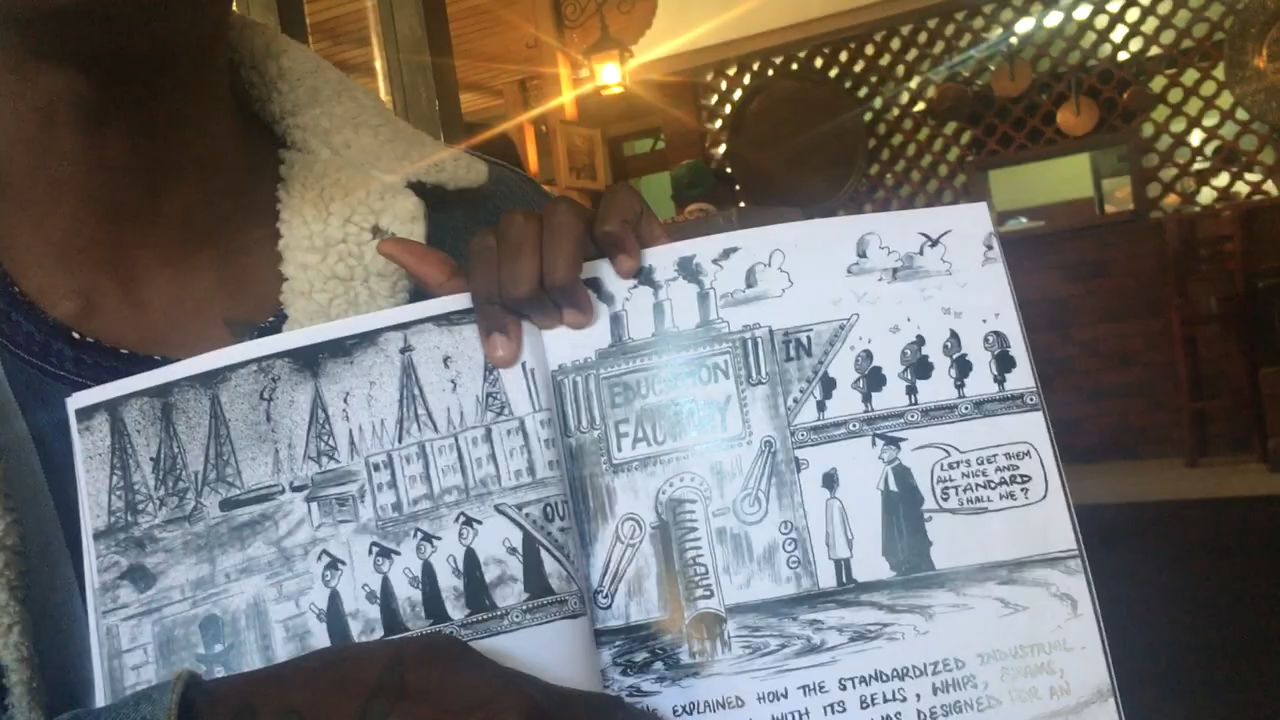 OUT
EDUCATION
FACTORY
IN
CREATIVITY
LET'S GET THEM
ALL NICE AND
STANDARD
SHALL WE?
EXPLAINED HOW THE STANDARDIZED INDUSTRIAL
WITH ITS BELLS, WHIPS, EXAMS,
WAS DESIGNED FOR AN